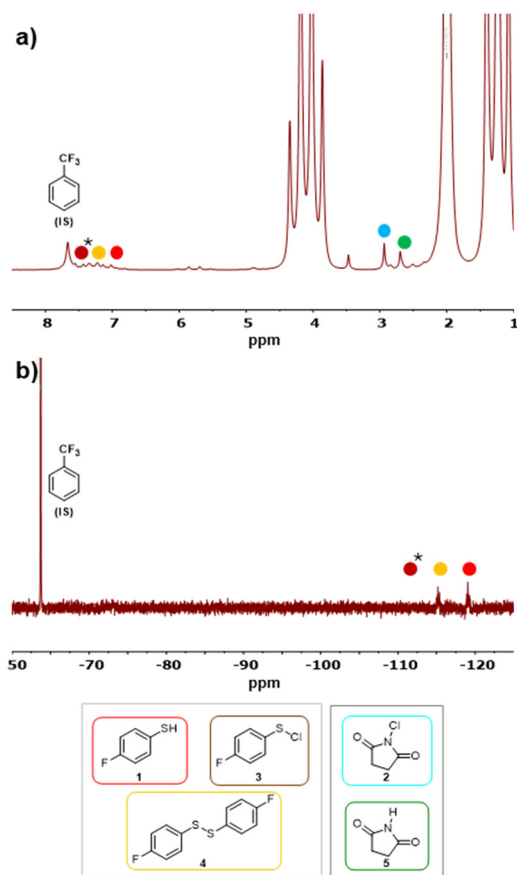 a)
CF3
(IS)
*
8 7 6 5 4 3 2 1
ppm
b)
CF3
(IS)
*
50 -70 -80 -90 -100 -110 -120
ppm
SH
F
1
S
Cl
F
3
Cl
N
O O
2
F
S
S
F
4
H
N
O O
5